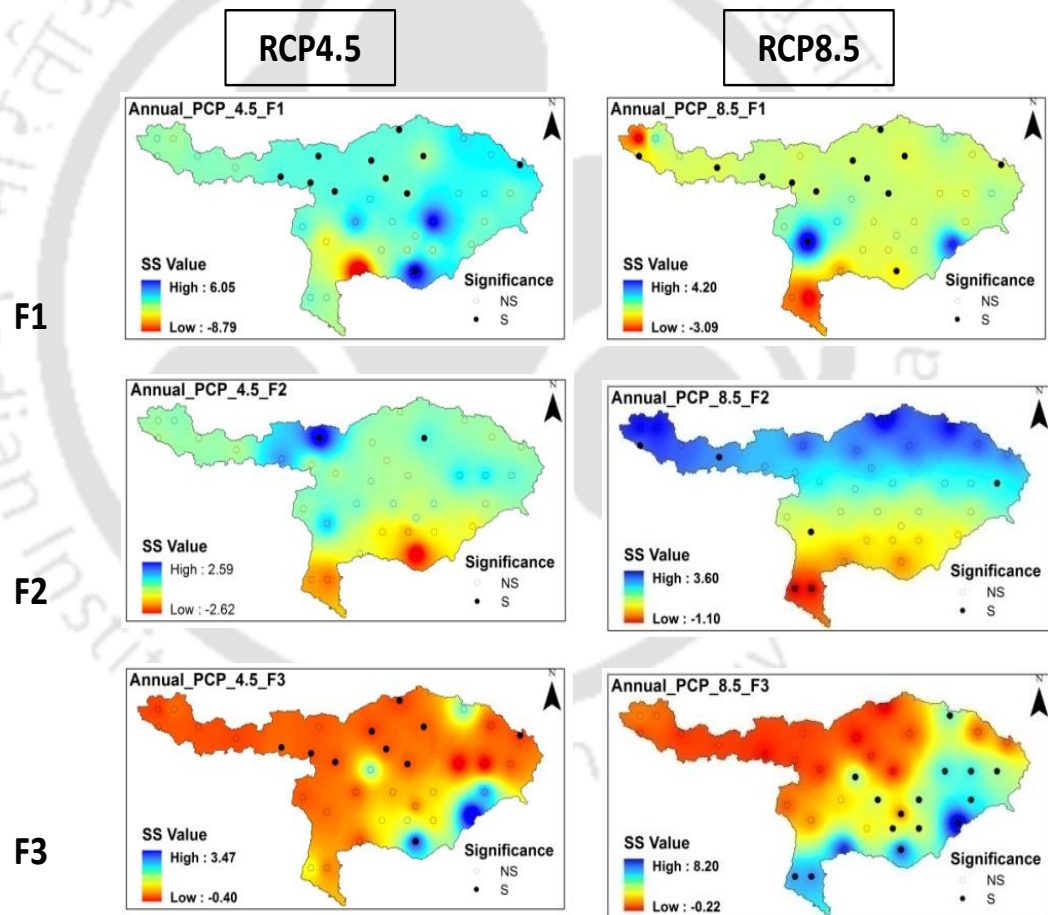 RCP4.5
RCP8.5
F1
Annual_PCP_4.5_F1
N
SS Value
High : 6.05
Low : -8.79
Significance
NS
S
Annual_PCP_8.5_F1
N
SS Value
High : 4.20
Low : -3.09
Significance
NS
S
F2
Annual_PCP_4.5_F2
N
SS Value
High : 2.59
Low : -2.62
Significance
NS
S
Annual_PCP_8.5_F2
N
SS Value
High : 3.60
Low : -1.10
Significance
NS
S
F3
Annual_PCP_4.5_F3
N
SS Value
High : 3.47
Low : -0.40
Significance
NS
S
Annual_PCP_8.5_F3
N
SS Value
High : 8.20
Low : -0.22
Significance
NS
S